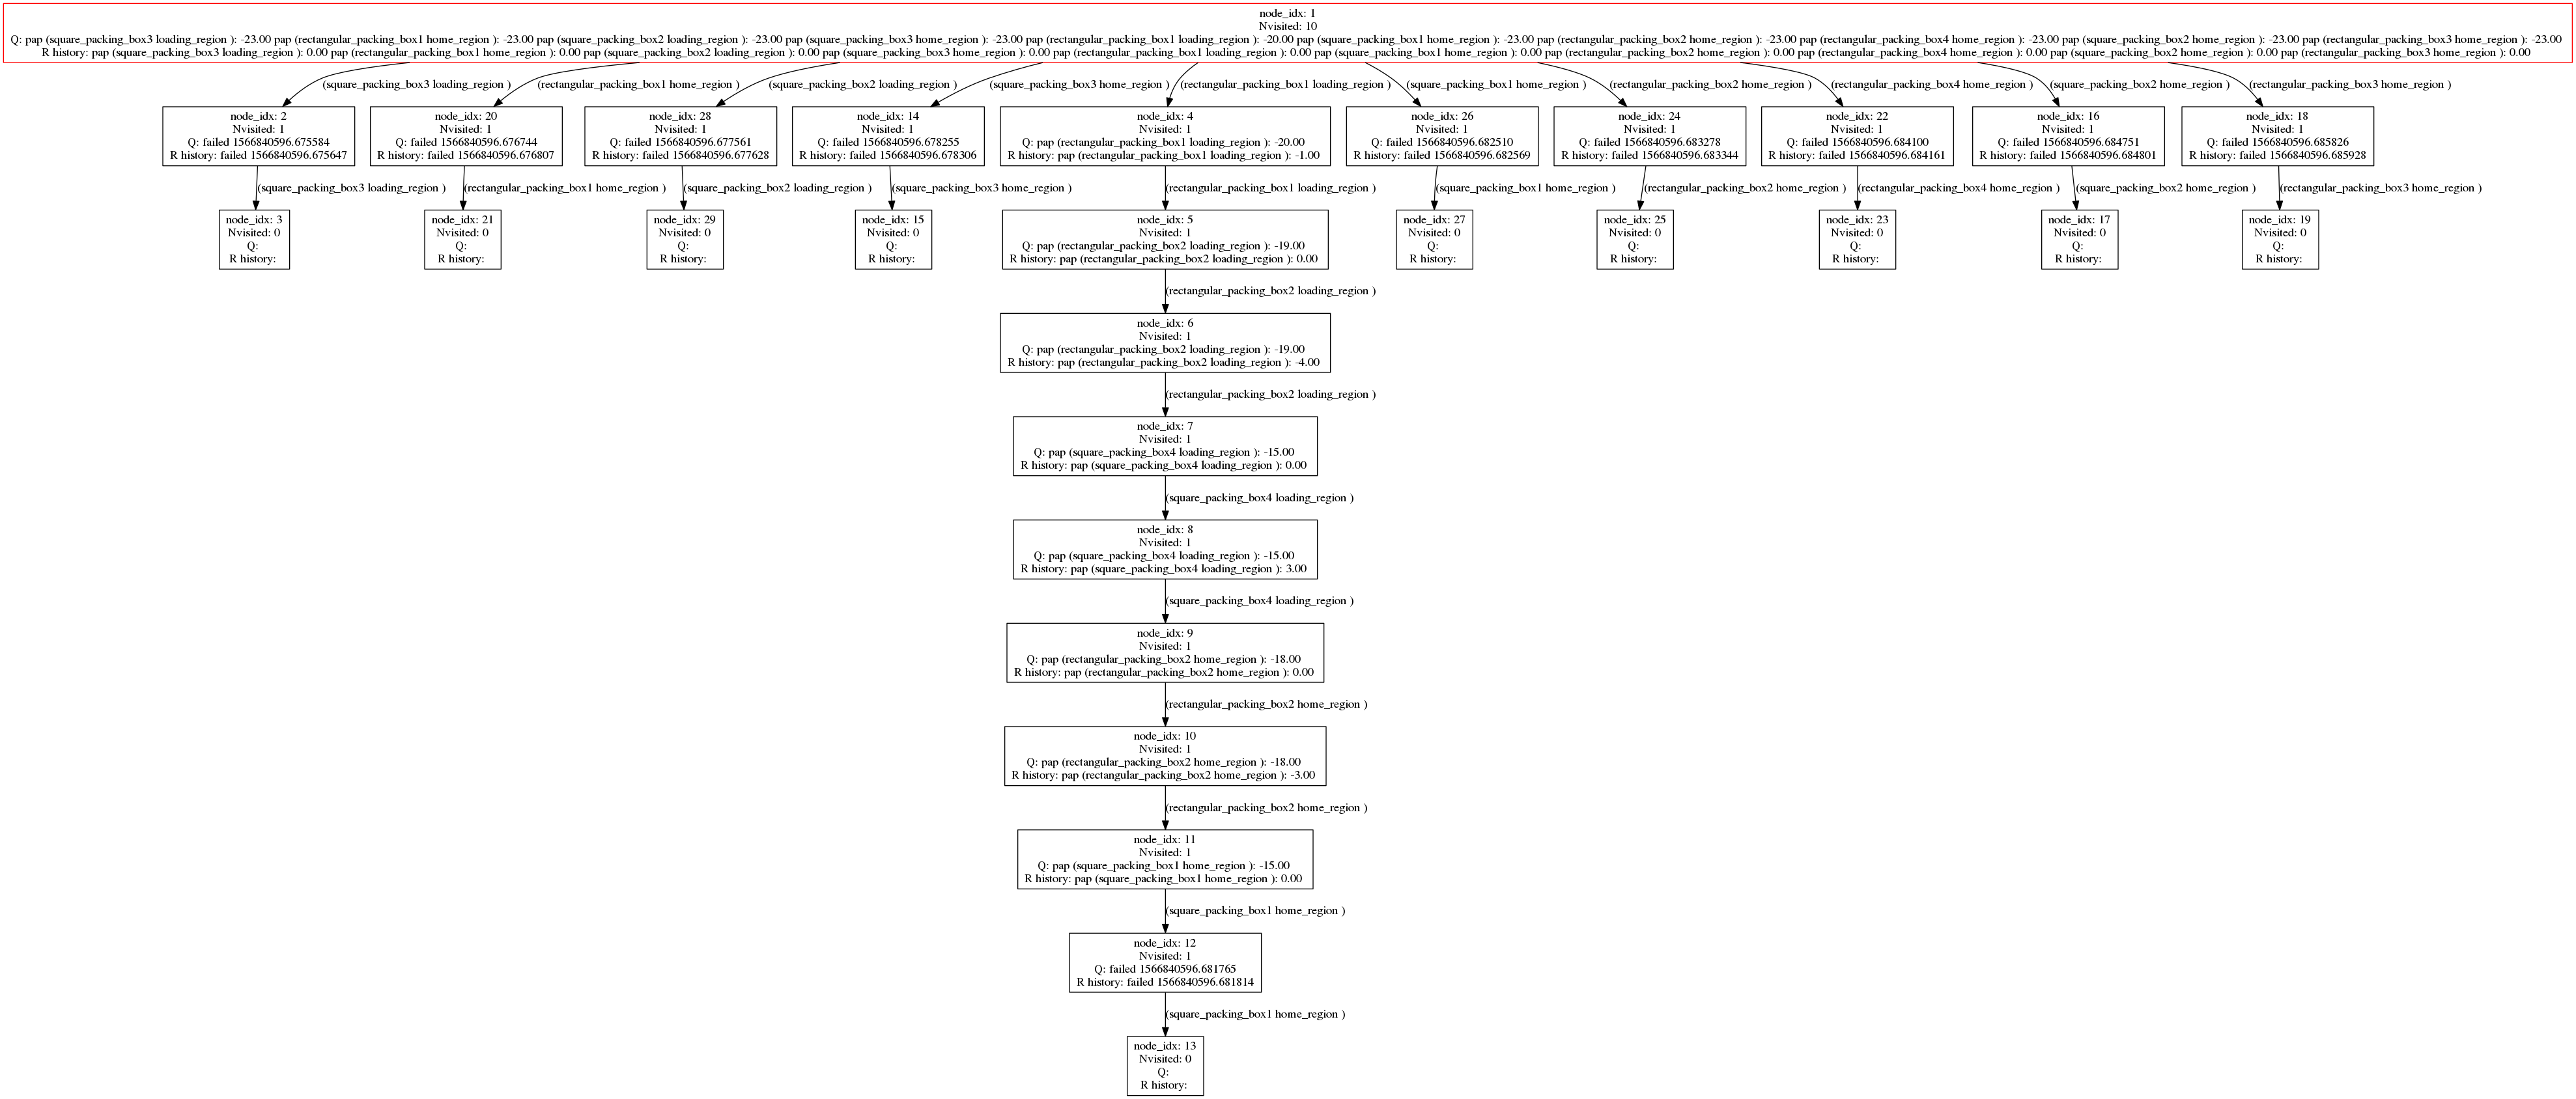 node_idx: 1
Nvisited: 10
Q: pap (square_packing_box3 loading_region ): -23.00 pap (rectangular_packing_box1 home_region ): -23.00 pap (square_packing_box2 loading_region ): -23.00 pap (square_packing_box3 home_region ): -23.00 pap (rectangular_packing_box1 loading_region ): -20.00 pap (square_packing_box1 home_region ): -23.00 pap (rectangular_packing_box2 home_region ): -23.00 pap (rectangular_packing_box4 home_region ): -23.00 pap (square_packing_box2 home_region ): -23.00 pap (rectangular_packing_box3 home_region ): -23.00
R history: pap (square_packing_box3 loading_region ): 0.00 pap (rectangular_packing_box1 home_region ): 0.00 pap (square_packing_box2 loading_region ): 0.00 pap (square_packing_box3 home_region ): 0.00 pap (rectangular_packing_box1 loading_region ): 0.00 pap (square_packing_box1 home_region ): 0.00 pap (rectangular_packing_box2 home_region ): 0.00 pap (rectangular_packing_box4 home_region ): 0.00 pap (square_packing_box2 home_region ): 0.00 pap (rectangular_packing_box3 home_region ): 0.00
(square_packing_box3 loading_region )
(rectangular_packing_box1 home_region )
(square_packing_box2 loading_region )
(square_packing_box3 home_region )
(rectangular_packing_box1 loading_region )
(square_packing_box1 home_region )
(rectangular_packing_box2 home_region )
(rectangular_packing_box4 home_region )
(square_packing_box2 home_region )
(rectangular_packing_box3 home_region )
node_idx: 2
Nvisited: 1
Q: failed 1566840596.675584
R history: failed 1566840596.675647
node_idx: 20
Nvisited: 1
Q: failed 1566840596.676744
R history: failed 1566840596.676807
node_idx: 28
Nvisited: 1
Q: failed 1566840596.677561
R history: failed 1566840596.677628
node_idx: 14
Nvisited: 1
Q: failed 1566840596.678255
R history: failed 1566840596.678306
node_idx: 4
Nvisited: 1
Q: pap (rectangular_packing_box1 loading_region ): -20.00
R history: pap (rectangular_packing_box1 loading_region ): -1.00
node_idx: 26
Nvisited: 1
Q: failed 1566840596.682510
R history: failed 1566840596.682569
node_idx: 24
Nvisited: 1
Q: failed 1566840596.683278
R history: failed 1566840596.683344
node_idx: 22
Nvisited: 1
Q: failed 1566840596.684100
R history: failed 1566840596.684161
node_idx: 16
Nvisited: 1
Q: failed 1566840596.684751
R history: failed 1566840596.684801
node_idx: 18
Nvisited: 1
Q: failed 1566840596.685826
R history: failed 1566840596.685928
(square_packing_box3 loading_region )
(rectangular_packing_box1 home_region )
(square_packing_box2 loading_region )
(square_packing_box3 home_region )
(rectangular_packing_box1 loading_region )
(square_packing_box1 home_region )
(rectangular_packing_box2 home_region )
(rectangular_packing_box4 home_region )
(square_packing_box2 home_region )
(rectangular_packing_box3 home_region )
node_idx: 3
Nvisited: 0
Q:
R history:
node_idx: 21
Nvisited: 0
Q:
R history:
node_idx: 29
Nvisited: 0
Q:
R history:
node_idx: 15
Nvisited: 0
Q:
R history:
node_idx: 5
Nvisited: 1
Q: pap (rectangular_packing_box2 loading_region ): -19.00
R history: pap (rectangular_packing_box2 loading_region ): 0.00
node_idx: 27
Nvisited: 0
Q:
R history:
node_idx: 25
Nvisited: 0
Q:
R history:
node_idx: 23
Nvisited: 0
Q:
R history:
node_idx: 17
Nvisited: 0
Q:
R history:
node_idx: 19
Nvisited: 0
Q:
R history:
(rectangular_packing_box2 loading_region )
node_idx: 6
Nvisited: 1
Q: pap (rectangular_packing_box2 loading_region ): -19.00
R history: pap (rectangular_packing_box2 loading_region ): -4.00
(rectangular_packing_box2 loading_region )
node_idx: 7
Nvisited: 1
Q: pap (square_packing_box4 loading_region ): -15.00
R history: pap (square_packing_box4 loading_region ): 0.00
(square_packing_box4 loading_region )
node_idx: 8
Nvisited: 1
Q: pap (square_packing_box4 loading_region ): -15.00
R history: pap (square_packing_box4 loading_region ): 3.00
(square_packing_box4 loading_region )
node_idx: 9
Nvisited: 1
Q: pap (rectangular_packing_box2 home_region ): -18.00
R history: pap (rectangular_packing_box2 home_region ): 0.00
(rectangular_packing_box2 home_region )
node_idx: 10
Nvisited: 1
Q: pap (rectangular_packing_box2 home_region ): -18.00
R history: pap (rectangular_packing_box2 home_region ): -3.00
(rectangular_packing_box2 home_region )
node_idx: 11
Nvisited: 1
Q: pap (square_packing_box1 home_region ): -15.00
R history: pap (square_packing_box1 home_region ): 0.00
(square_packing_box1 home_region )
node_idx: 12
Nvisited: 1
Q: failed 1566840596.681765
R history: failed 1566840596.681814
(square_packing_box1 home_region )
node_idx: 13
Nvisited: 0
Q:
R history: